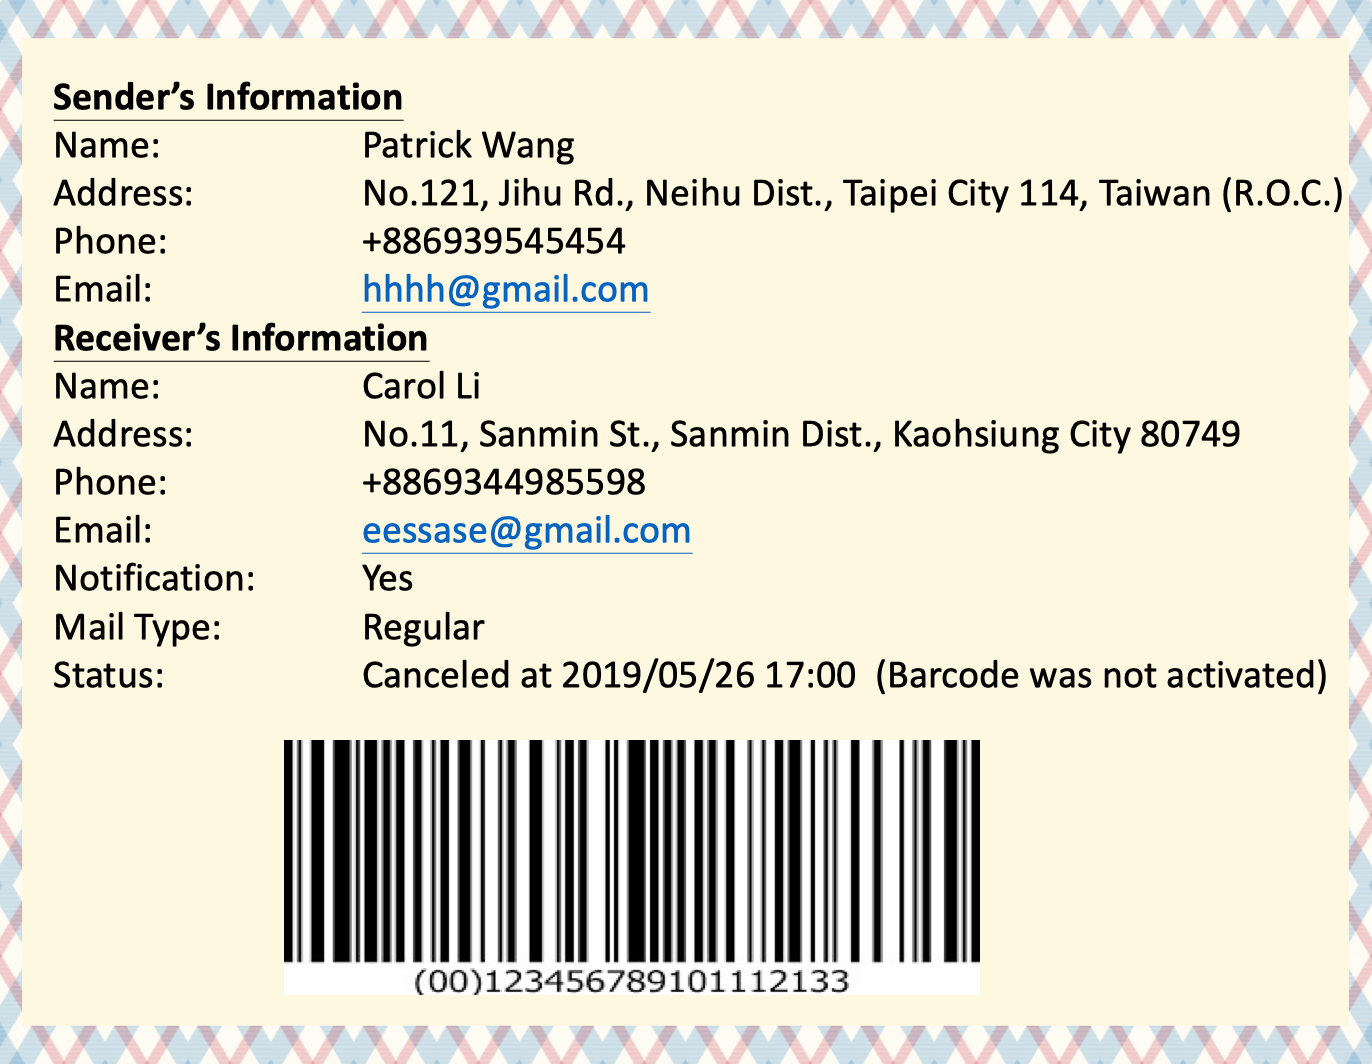 Sender’s Information
Name: Patrick Wang
Address: No.121, Jihu Rd., Neihu Dist., Taipei City 114, Taiwan (R.O.C.)
Phone: +886939545454
Email: hhhh@gmail.com
Receiver’s Information
Name: Carol Li
Address: No.11, Sanmin St., Sanmin Dist., Kaohsiung City 80749
Phone: +8869344985598
Email: eessase@gmail.com
Notification: Yes
Mail Type: Regular
Status: Canceled at 2019/05/26 17:00 (Barcode was not activated)
(00)123456789101112133